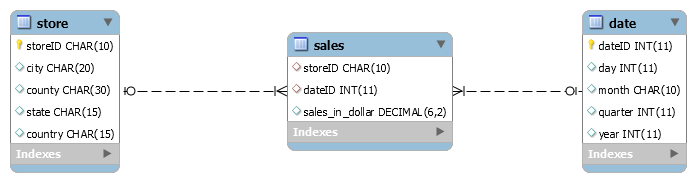 store
storeID CHAR(10)
city CHAR(20)
county CHAR(30)
state CHAR(15)
country CHAR(15)
Indexes
sales
storeID CHAR(10)
dateID INT(11)
sales_in_dollar DECIMAL(6,2)
Indexes
date
dateID INT(11)
day INT(11)
month CHAR(10)
quarter INT(11)
year INT(11)
Indexes